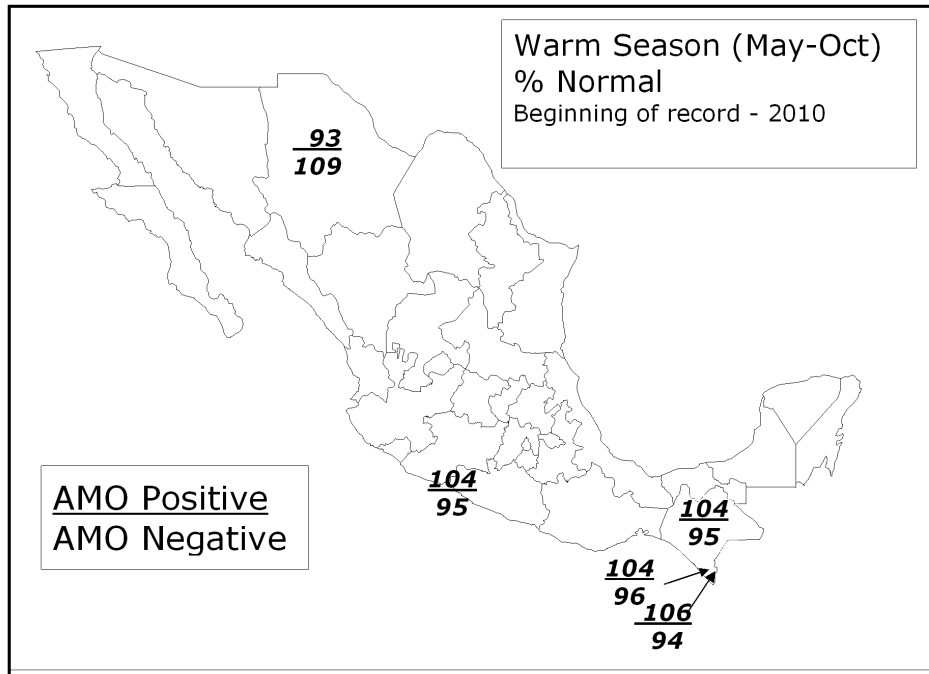 Warm Season (May-Oct)
% Normal
Beginning of record - 2010
93
109
104
95
AMO Positive
AMO Negative
104
95
104
96
106
94